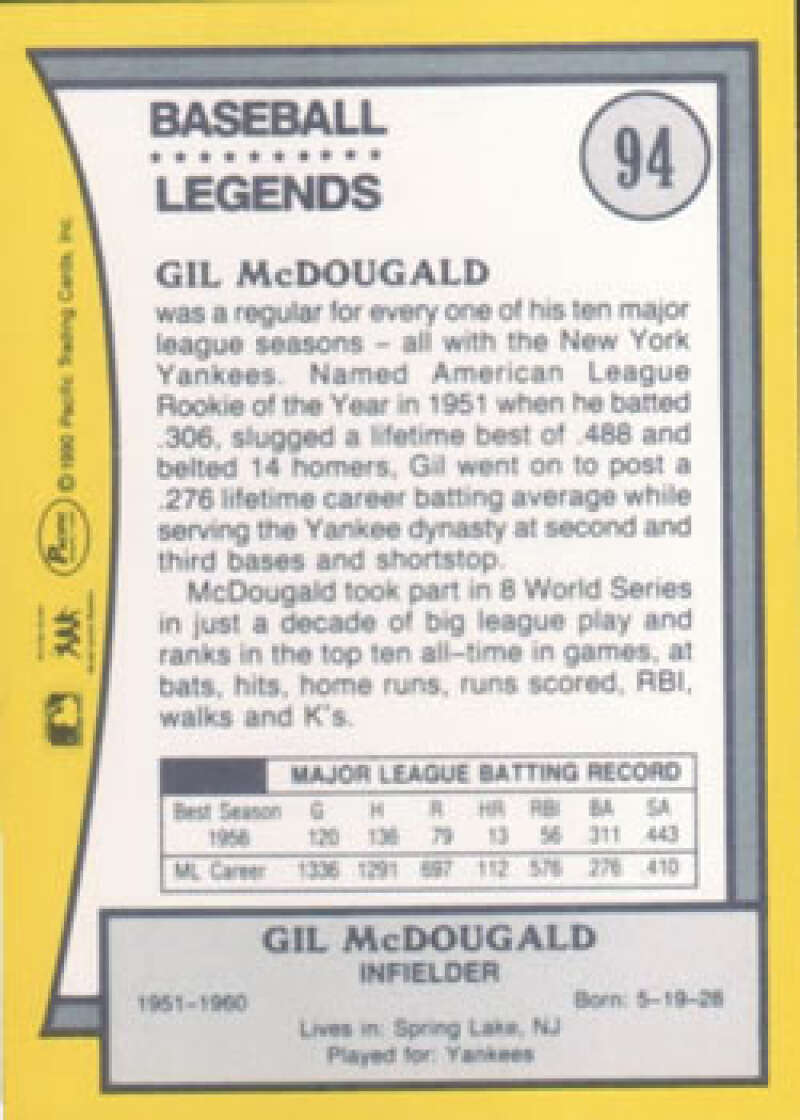 BASEBALL
LEGENDS
94
GIL McDOUGALD
was a regular for every one of his ten major
league seasons – all with the New York
Yankees. Named American League
Rookie of the Year in 1951 when he batted
.306, slugged a lifetime best of .488 and
belted 14 homers, Gil went on to post a
.276 lifetime career batting average while
serving the Yankee dynasty at second and
third bases and shortstop.
McDougald took part in 8 World Series
in just a decade of big league play and
ranks in the top ten all–time in games, at
bats, hits, home runs, runs scored, RBI,
walks and K's.
MAJOR LEAGUE BATTING RECORD
Best Season G H R HR RBI BA SA
1956 120 136 79 13 56 .311 .443
ML Career 1336 1291 697 112 576 .276 .410
GIL McDOUGALD
INFIELDER
1951–1960 Born: 5–19–28
Lives in: Spring Lake, NJ
Played for: Yankees
© 1990 Pacific Trading Cards, Inc.
Pacific